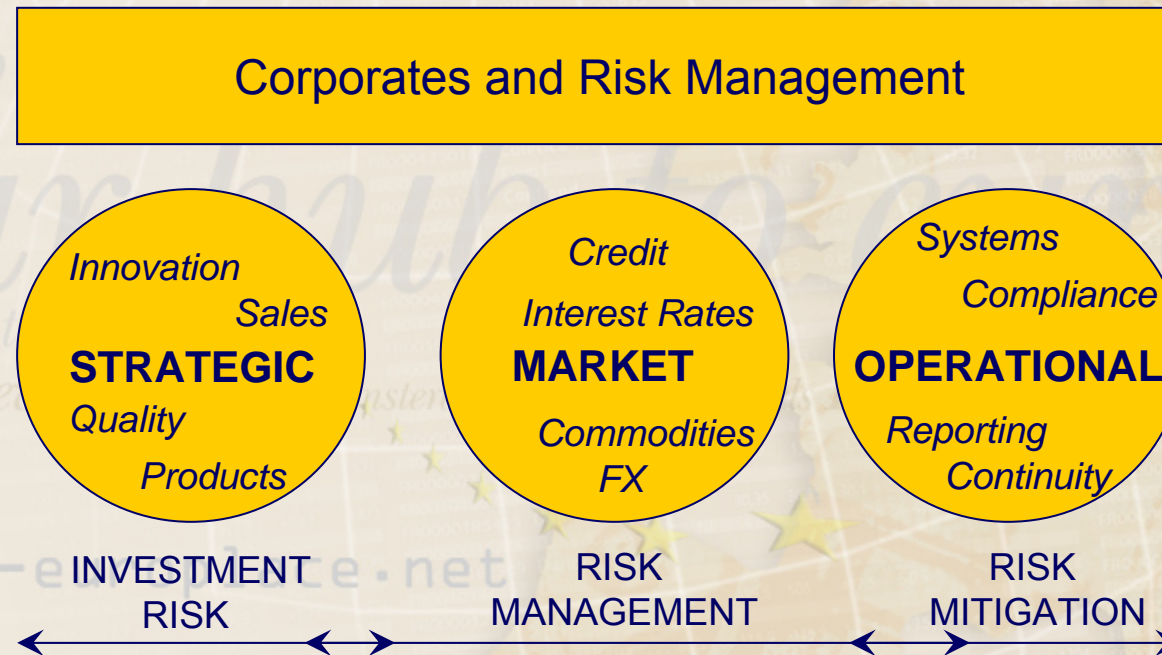 Corporates and Risk Management
Innovation
Sales
STRATEGIC
Quality
Products
Credit
Interest Rates
MARKET
Commodities
FX
Systems
Compliance
OPERATIONAL
Reporting
Continuity
INVESTMENT
RISK
RISK
MANAGEMENT
RISK
MITIGATION